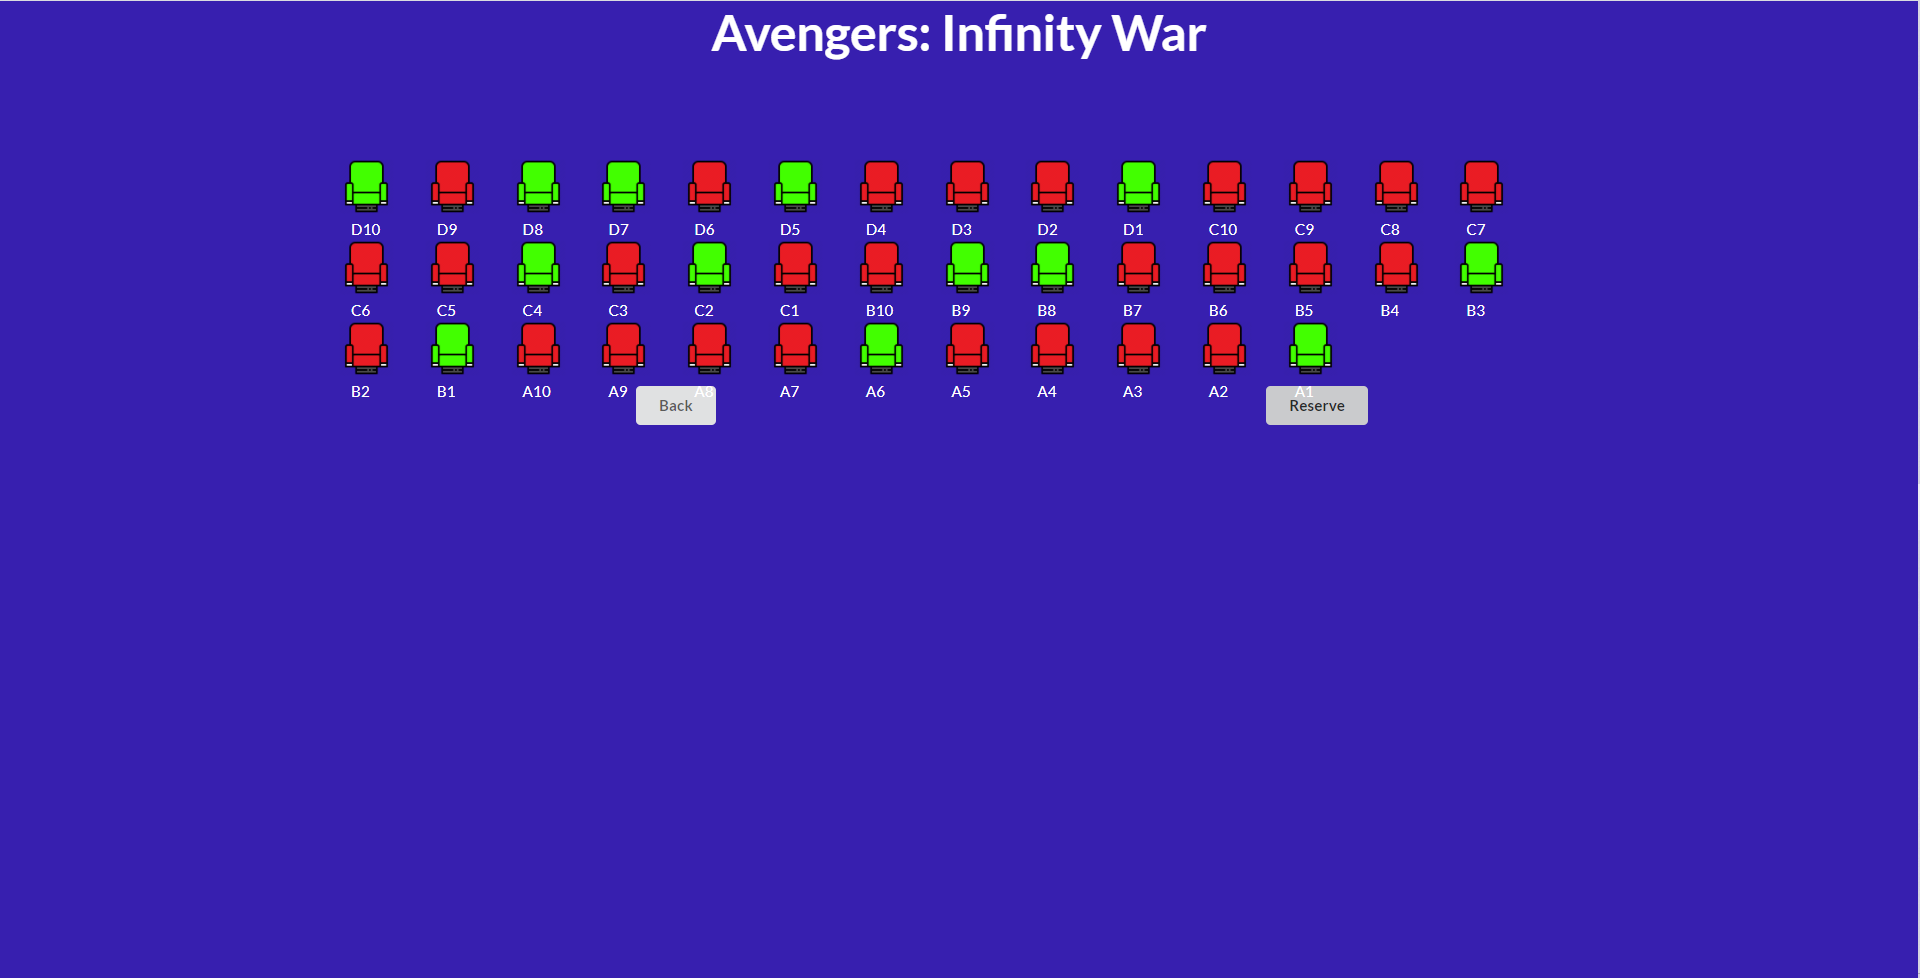 Avengers: Infinity War
D10 D9 D8 D7 D6 D5 D4 D3 D2 D1 C10 C9 C8 C7
C6 C5 C4 C3 C2 C1 B10 B9 B8 B7 B6 B5 B4 B3
B2 B1 A10 A9 A8 A7 A6 A5 A4 A3 A2 A1
Back Reserve